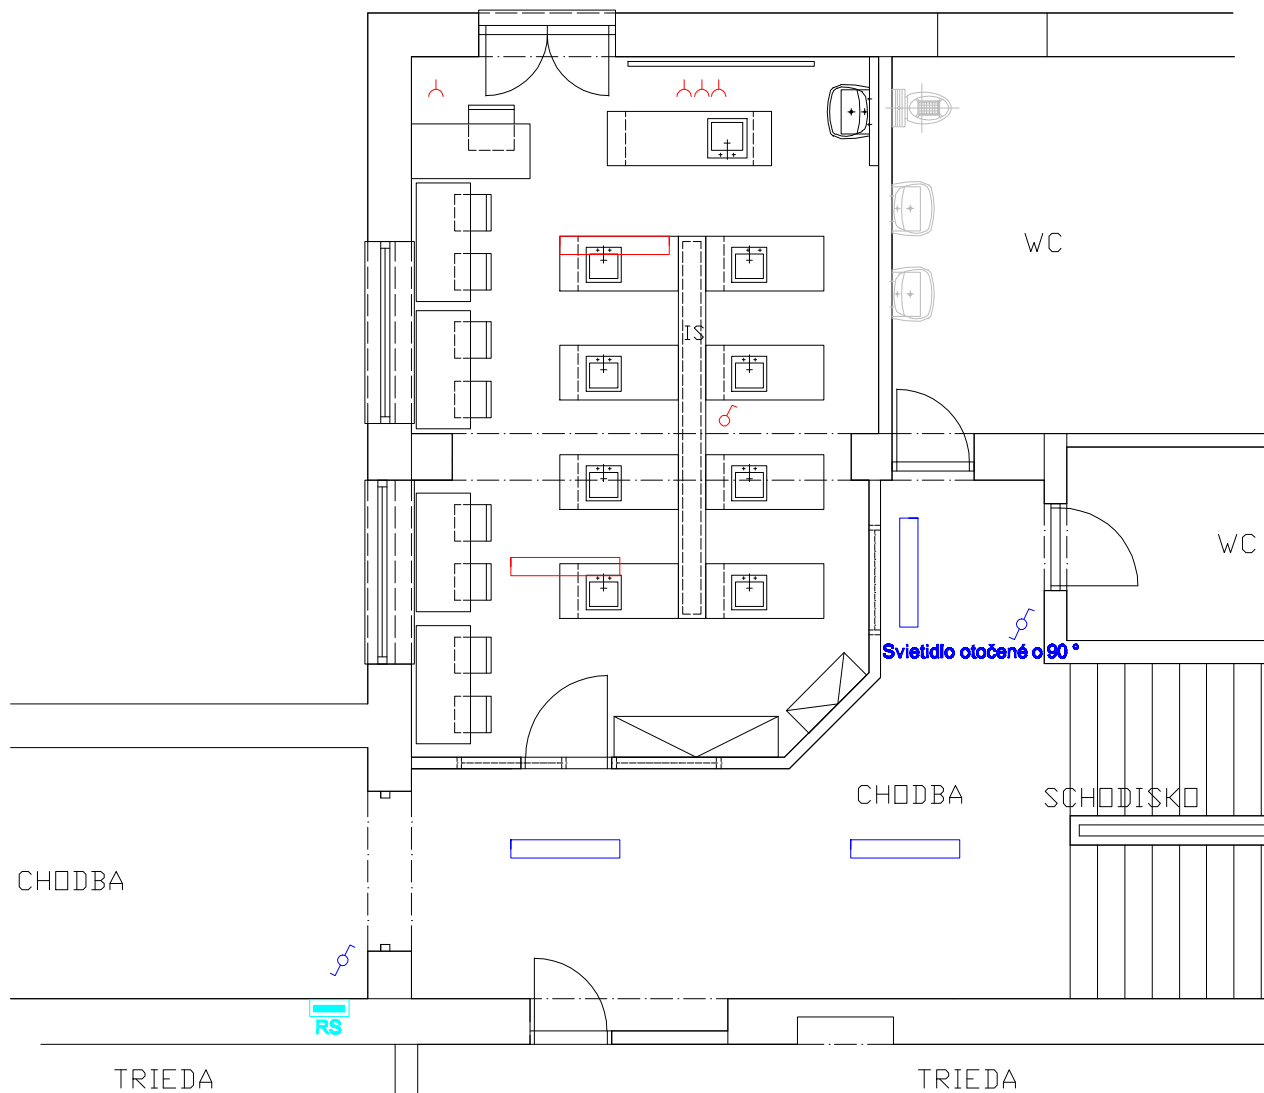 WC
IS
WC
Svietidlo otočené o 90 °
CHODBA
SCHODISKO
CHODBA
RS
TRIEDA
TRIEDA